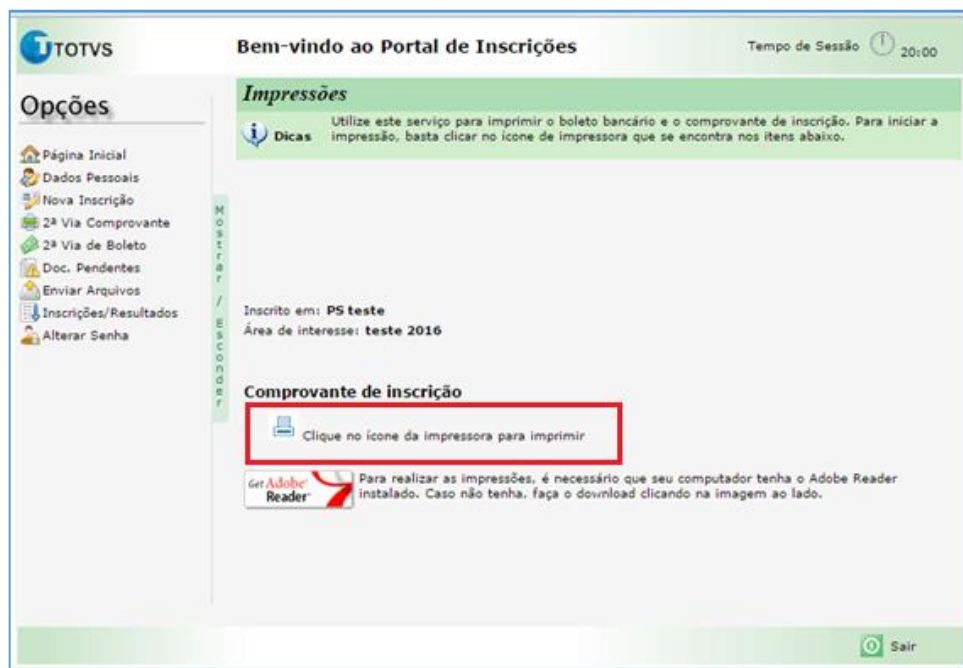 TOTVS
Bem-vindo ao Portal de Inscrições
Tempo de Sessão 20:00
Opções
Página Inicial
Dados Pessoais
Nova Inscrição
2ª Via Comprovante
2ª Via de Boleto
Doc. Pendentes
Enviar Arquivos
Inscrições/Resultados
Alterar Senha
Mostrar / Esconder
Impressões
Dicas
Utilize este serviço para imprimir o boleto bancário e o comprovante de inscrição. Para iniciar a
impressão, basta clicar no ícone de impressora que se encontra nos itens abaixo.
Inscrito em: PS teste
Área de interesse: teste 2016
Comprovante de inscrição
Clique no ícone da impressora para imprimir
Get Adobe
Reader
Para realizar as impressões, é necessário que seu computador tenha o Adobe Reader
instalado. Caso não tenha, faça o download clicando na imagem ao lado.
Sair